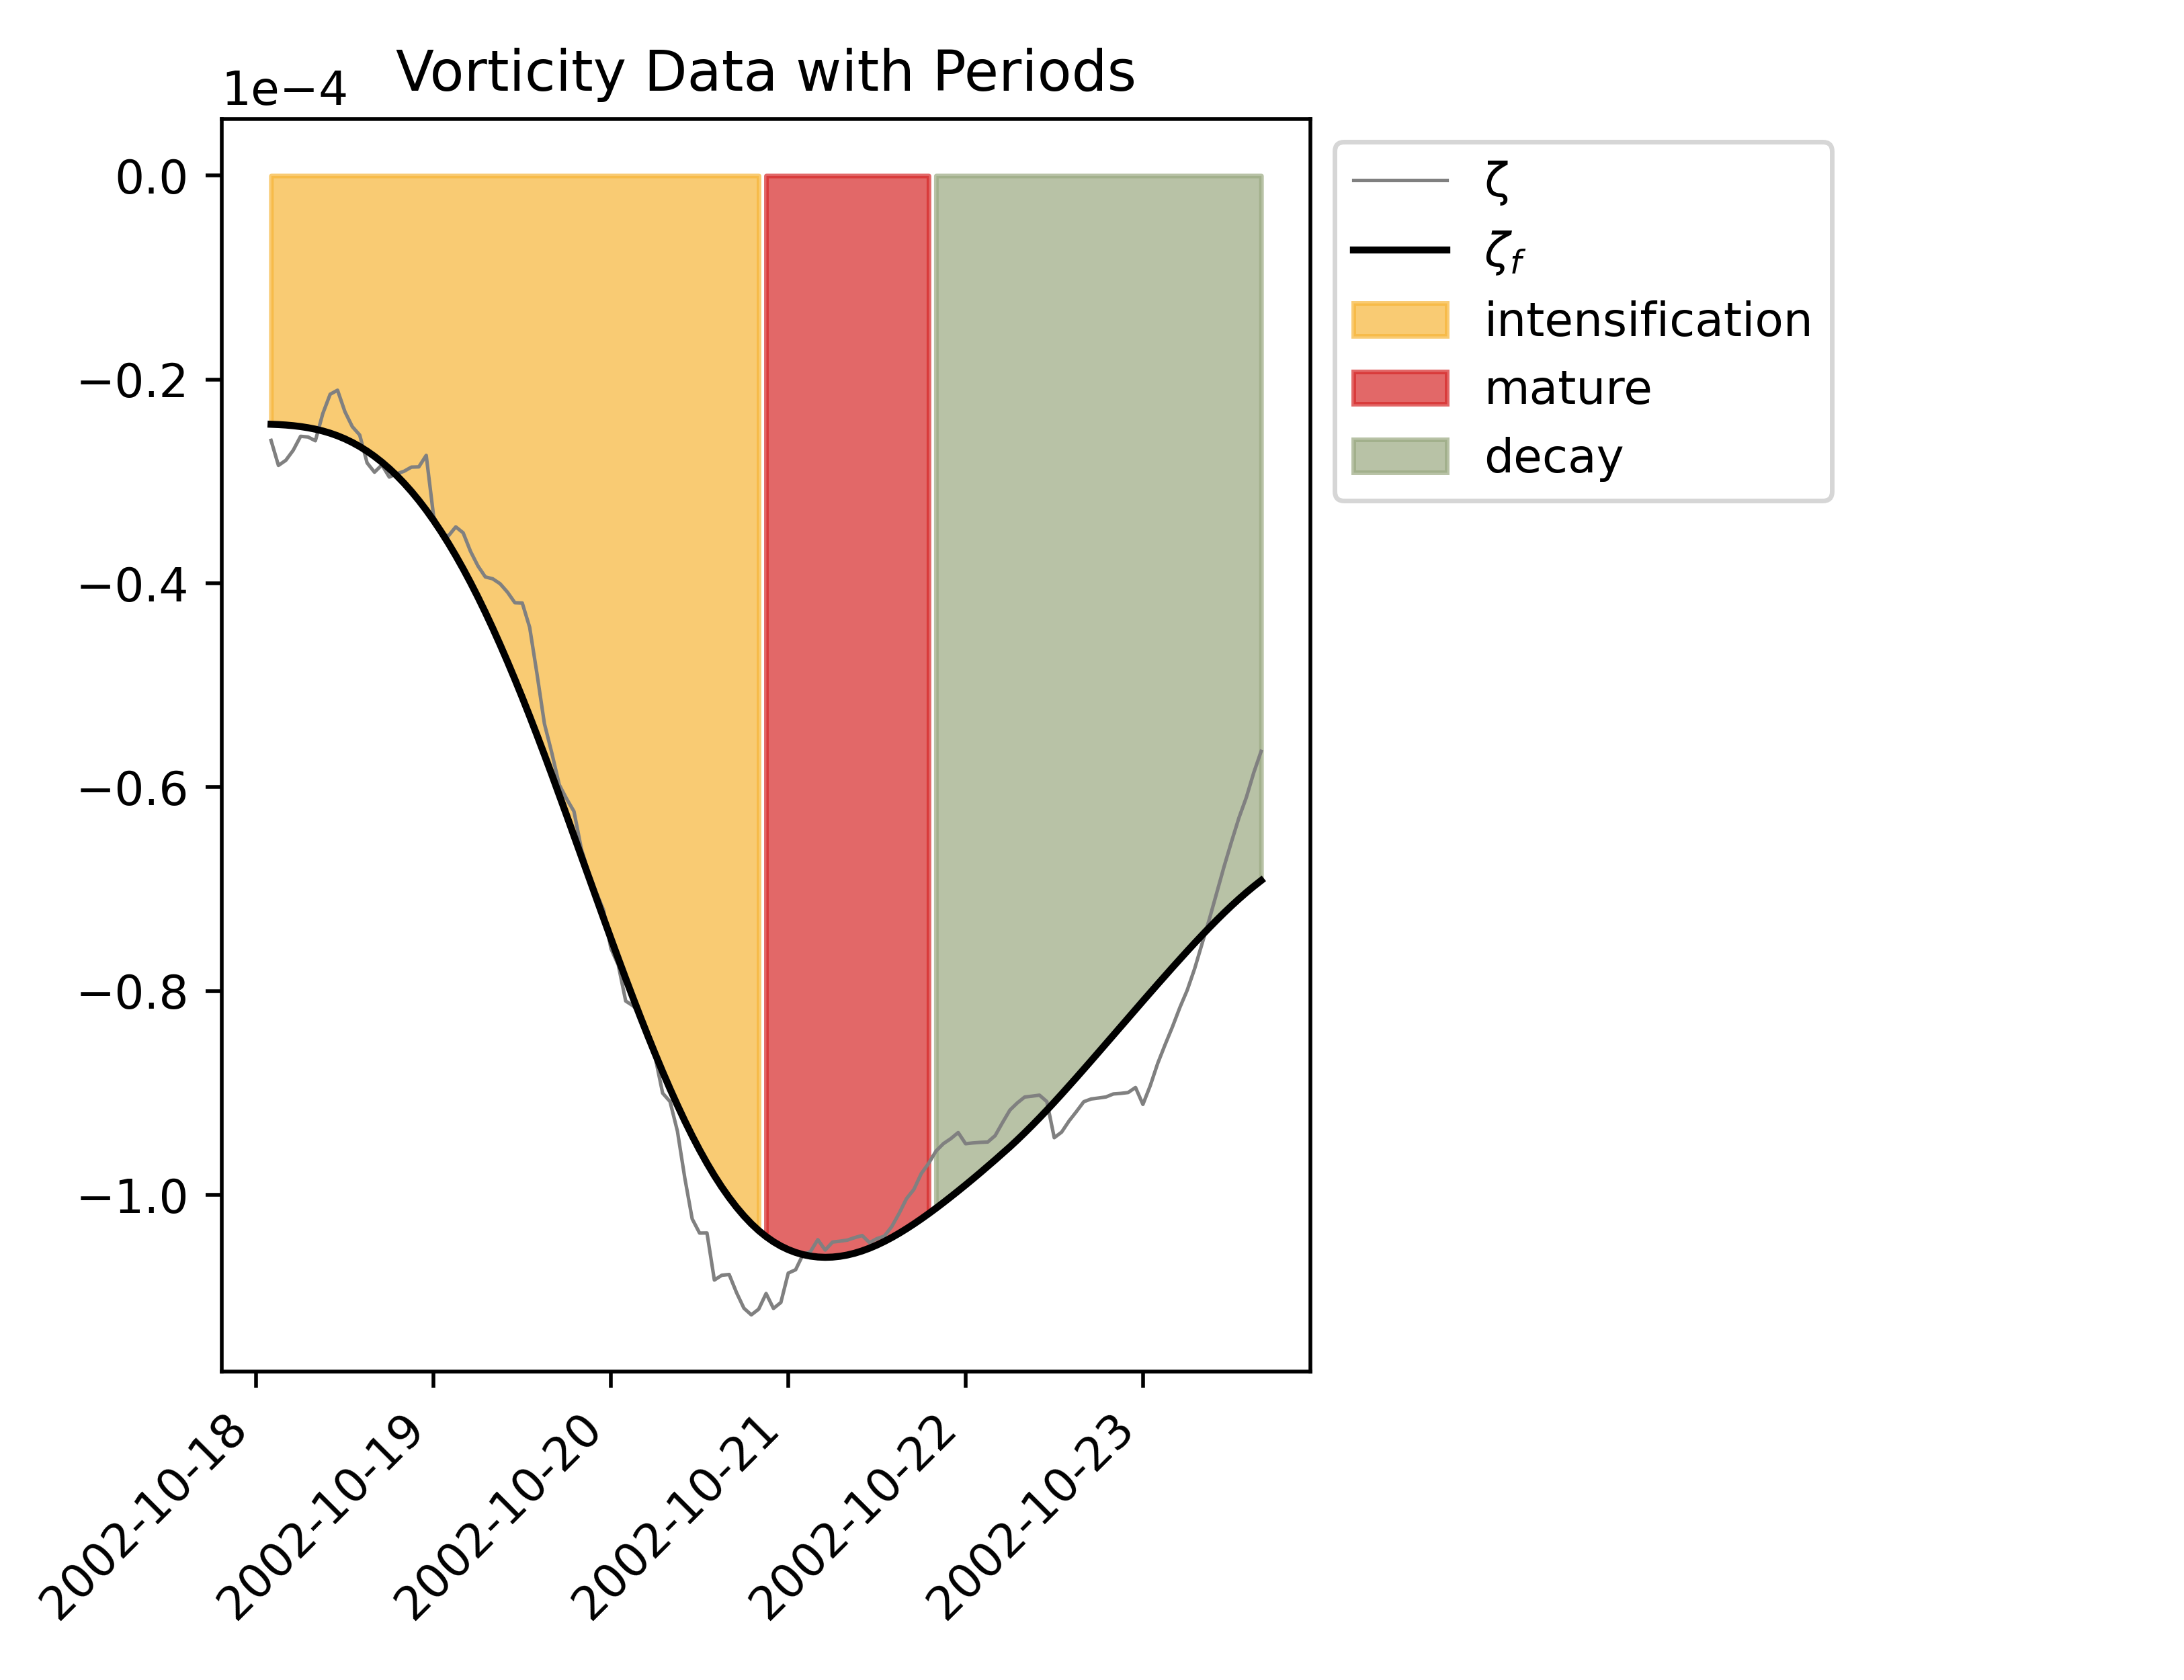 Vorticity Data with Periods
1e−4
0.0
−0.2
−0.4
−0.6
−0.8
−1.0
2002-10-18
2002-10-19
2002-10-20
2002-10-21
2002-10-22
2002-10-23
ζ
ζf
intensification
mature
decay